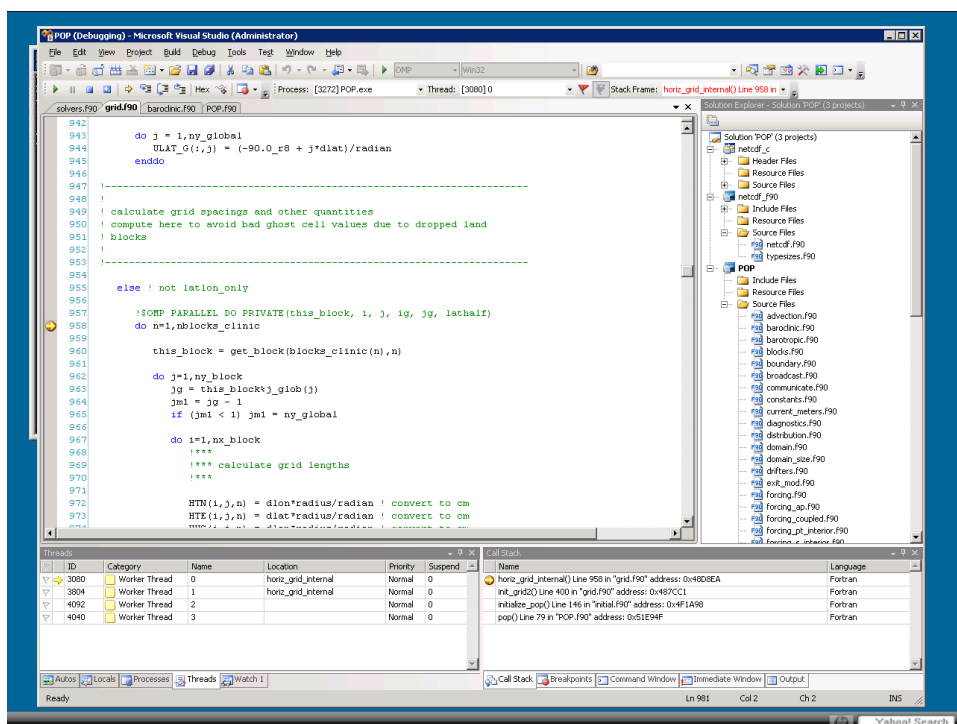 POP (Debugging) - Microsoft Visual Studio (Administrator)
File Edit View Project Build Debug Tools Test Window Help
OMP Win32
Hex Process: [3272] POP.exe Thread: [3080] 0 Stack Frame: horiz_grid_internal() Line 958 in
solvers.f90 grid.f90 baroclinic.f90 POP.f90
942
943 do j = 1,ny_global
944 ULAT_G(:,j) = (-90.0_r8 + j*dlat)/radian
945 enddo
946
947 !----------------------------------------------------------------------
948 !
949 ! calculate grid spacings and other quantities
950 ! compute here to avoid bad ghost cell values due to dropped land
951 ! blocks
952 !
953 !----------------------------------------------------------------------
954
955 else ! not latlon_only
956
957 !$OMP PARALLEL DO PRIVATE(this_block, i, j, ig, jg, lathalf)
958 do n=1,nblocks_clinic
959
960 this_block = get_block(blocks_clinic(n),n)
961
962 do j=1,ny_block
963 jg = this_block%j_glob(j)
964 jm1 = jg - 1
965 if (jm1 < 1) jm1 = ny_global
966
967 do i=1,nx_block
968 !***
969 !*** calculate grid lengths
970 !***
971
972 HTN(i,j,n) = dlon*radius/radian ! convert to cm
973 HTE(i,j,n) = dlat*radius/radian ! convert to cm
Solution Explorer - Solution 'POP' (3 projects)
Solution 'POP' (3 projects)
netcdf_c
Header Files
Resource Files
Source Files
netcdf_f90
Include Files
Resource Files
Source Files
netcdf.f90
typesizes.f90
POP
Include Files
Resource Files
Source Files
advection.f90
baroclinic.f90
barotropic.f90
blocks.f90
boundary.f90
broadcast.f90
communicate.f90
constants.f90
current_meters.f90
diagnostics.f90
distribution.f90
domain.f90
domain_size.f90
drifters.f90
exit_mod.f90
forcing.f90
forcing_ap.f90
forcing_coupled.f90
forcing_pt_interior.f90
forcing_s_interior.f90
Threads
ID Category Name Location Priority Suspend
3080 Worker Thread 0 horiz_grid_internal Normal 0
3804 Worker Thread 1 horiz_grid_internal Normal 0
4092 Worker Thread 2 Normal 0
4040 Worker Thread 3 Normal 0
Call Stack
Name Language
horiz_grid_internal() Line 958 in "grid.f90" address: 0x48D8EA Fortran
init_grid2() Line 400 in "grid.f90" address: 0x487CC1 Fortran
initialize_pop() Line 146 in "initial.f90" address: 0x4F1A98 Fortran
pop() Line 79 in "POP.f90" address: 0x51E94F Fortran
Autos Locals Processes Threads Watch 1
Call Stack Breakpoints Command Window Immediate Window Output
Ready Ln 981 Col 2 Ch 2 INS
Yahoo! Search